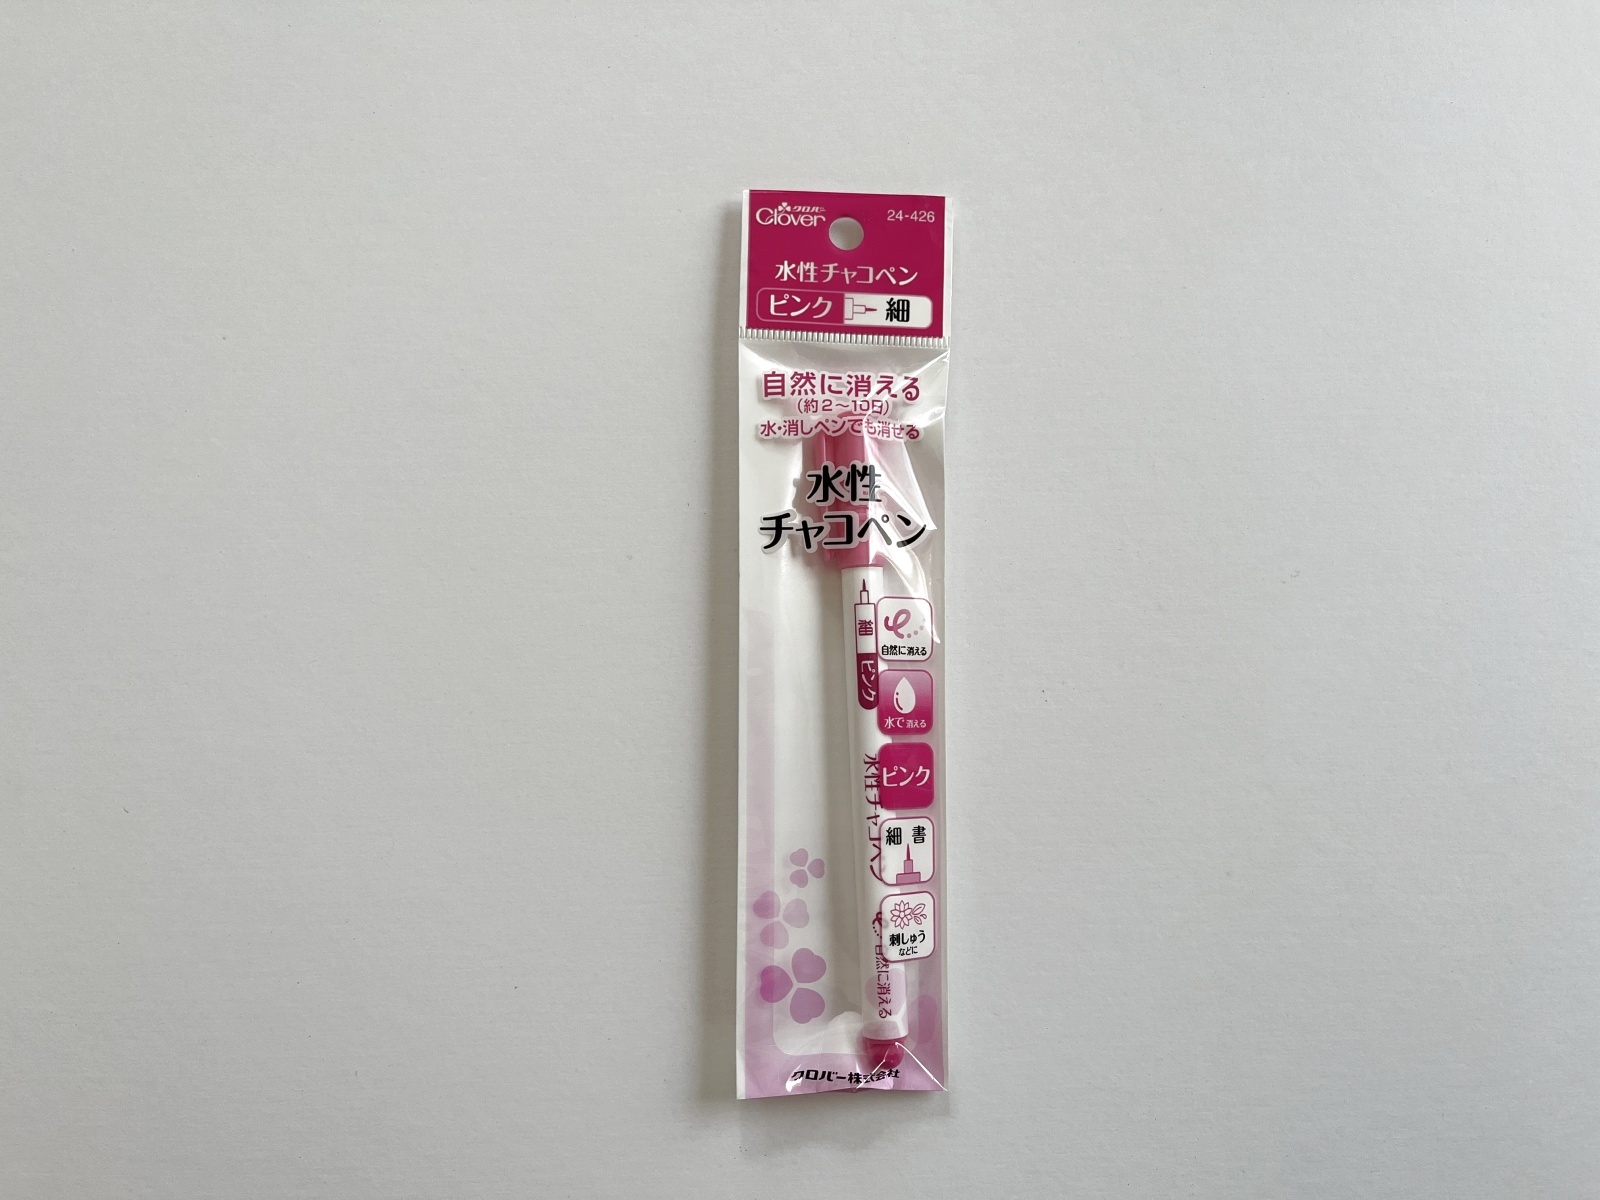 クロバー
Clover
24-426
水性チャコペン
ピンク 細
自然に消える
(約2～10日)
水・消しペンでも消せる
水性
チャコペン
細
ピンク
水性チャコペン
自然に消える
自然に消える
水で消える
ピンク
細書
刺しゅう
などに
クロバー株式会社